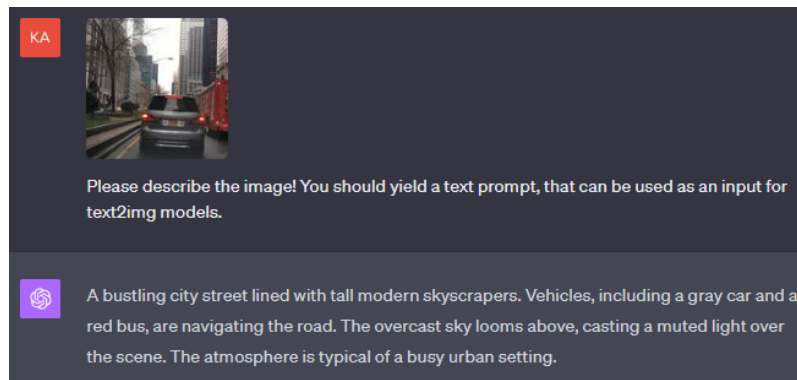 KA
Please describe the image! You should yield a text prompt, that can be used as an input for
text2img models.
A bustling city street lined with tall modern skyscrapers. Vehicles, including a gray car and a
red bus, are navigating the road. The overcast sky looms above, casting a muted light over
the scene. The atmosphere is typical of a busy urban setting.